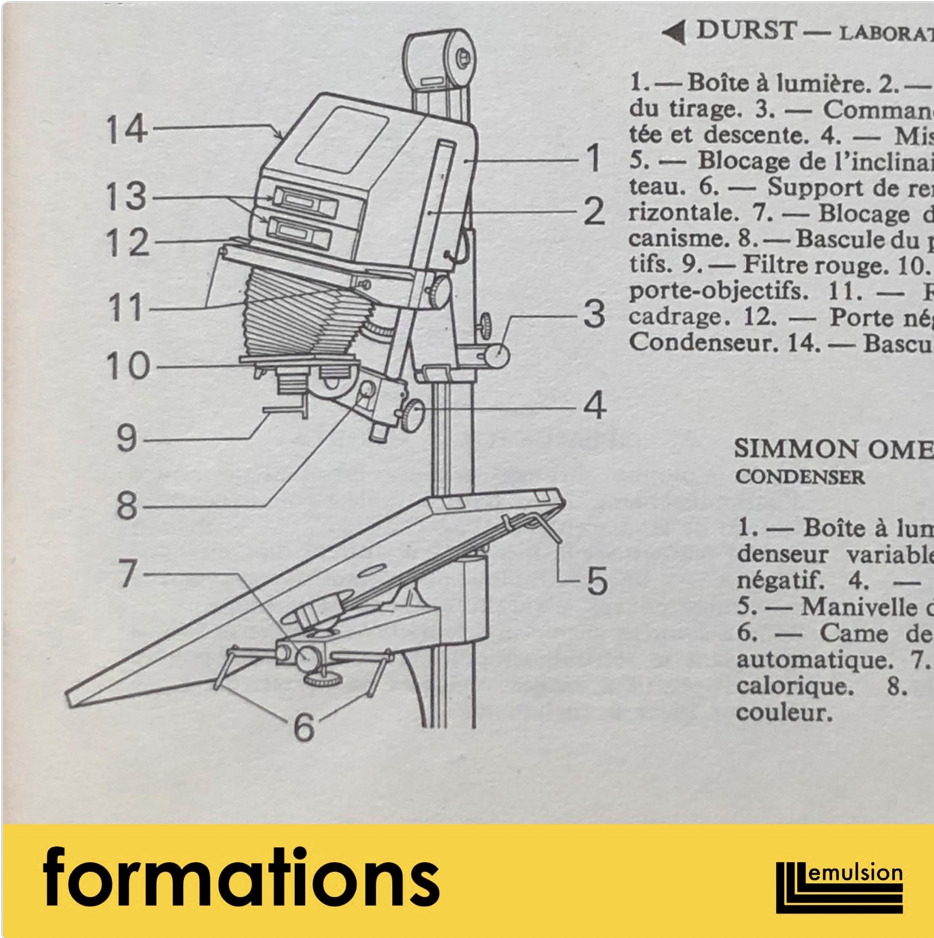 ◀ DURST — LABORAT
1. — Boîte à lumière. 2. —
du tirage. 3. — Comman
tée et descente. 4. — Mis
5. — Blocage de l'inclinai
teau. 6. — Support de ren
rizontale. 7. — Blocage d
canisme. 8. — Bascule du p
tifs. 9. — Filtre rouge. 10.
porte-objectifs. 11. — R
cadrage. 12. — Porte nég
Condenseur. 14. — Bascu
14
13
12
11
10
9
8
7
6
1
2
3
4
5
SIMMON OME
CONDENSER
1. — Boîte à lum
denseur variable
négatif. 4. —
5. — Manivelle d
6. — Came de
automatique. 7.
calorique. 8.
couleur.
formations
emulsion